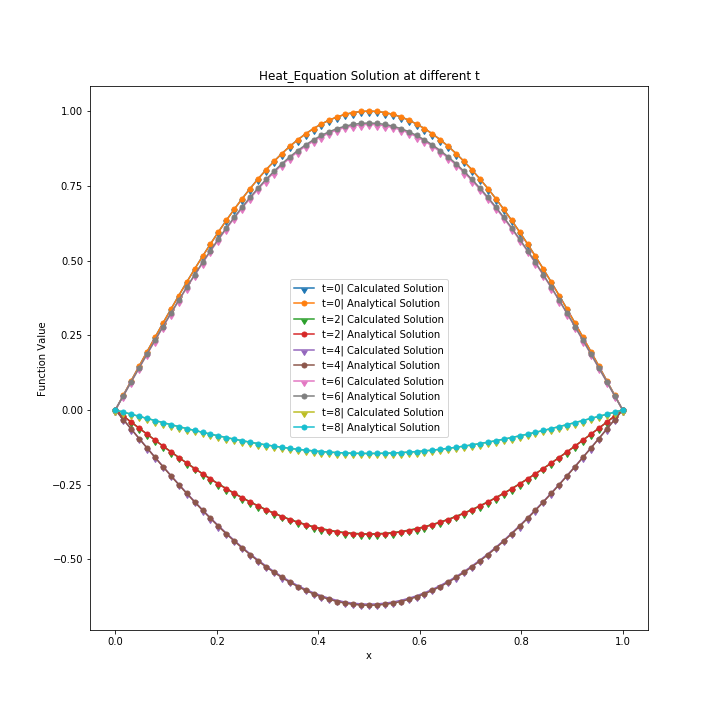 Heat_Equation Solution at different t
1.00
0.75
0.50
0.25
0.00
−0.25
−0.50
Function Value
t=0| Calculated Solution
t=0| Analytical Solution
t=2| Calculated Solution
t=2| Analytical Solution
t=4| Calculated Solution
t=4| Analytical Solution
t=6| Calculated Solution
t=6| Analytical Solution
t=8| Calculated Solution
t=8| Analytical Solution
0.0 0.2 0.4 0.6 0.8 1.0
x